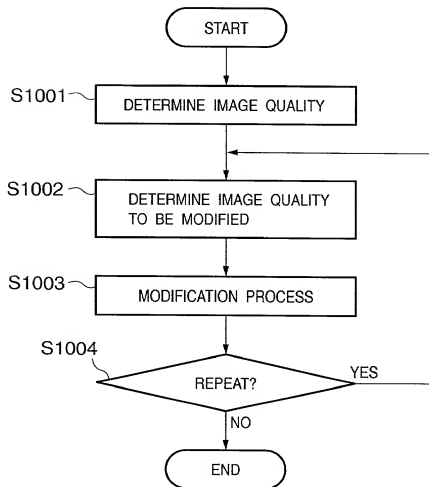 START
S1001
DETERMINE IMAGE QUALITY
S1002
DETERMINE IMAGE QUALITY
TO BE MODIFIED
S1003
MODIFICATION PROCESS
S1004
REPEAT?
YES
NO
END